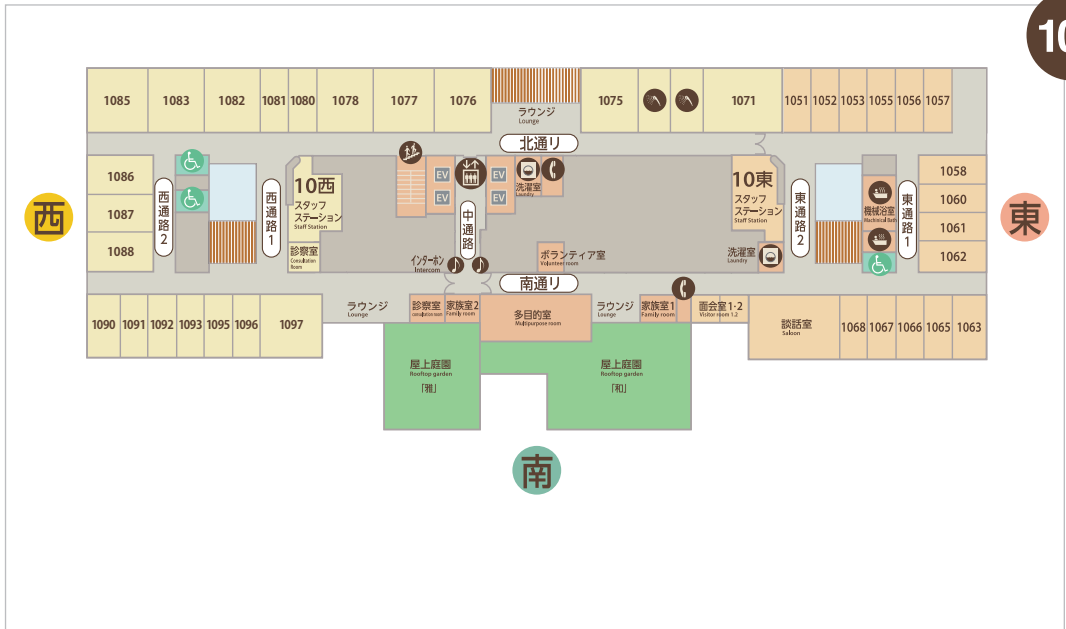 10
1085
1083
1082
1081
1080
1078
1077
1076
ラウンジ
Lounge
1075
1071
1051
1052
1053
1055
1056
1057
北通り
1086
1087
1088
西
西通路2
西通路1
10西
スタッフ
ステーション
Staff Station
診察室
Consultation
Room
EV
EV
EV
EV
洗濯室
Laundry
中通路
インターホン
Intercom
ボランティア室
Volunteer room
南通り
10東
スタッフ
ステーション
Staff Station
洗濯室
Laundry
東通路2
機械浴室
Machinical Bath
東通路1
1058
1060
1061
1062
東
1090
1091
1092
1093
1095
1096
1097
ラウンジ
Lounge
診察室
consultation room
家族室2
Family room
多目的室
Multipurpose room
ラウンジ
Lounge
家族室1
Family room
面会室1・2
Visitor room 1.2
談話室
Saloon
1068
1067
1066
1065
1063
屋上庭園
Rooftop garden
「雅」
屋上庭園
Rooftop garden
「和」
南